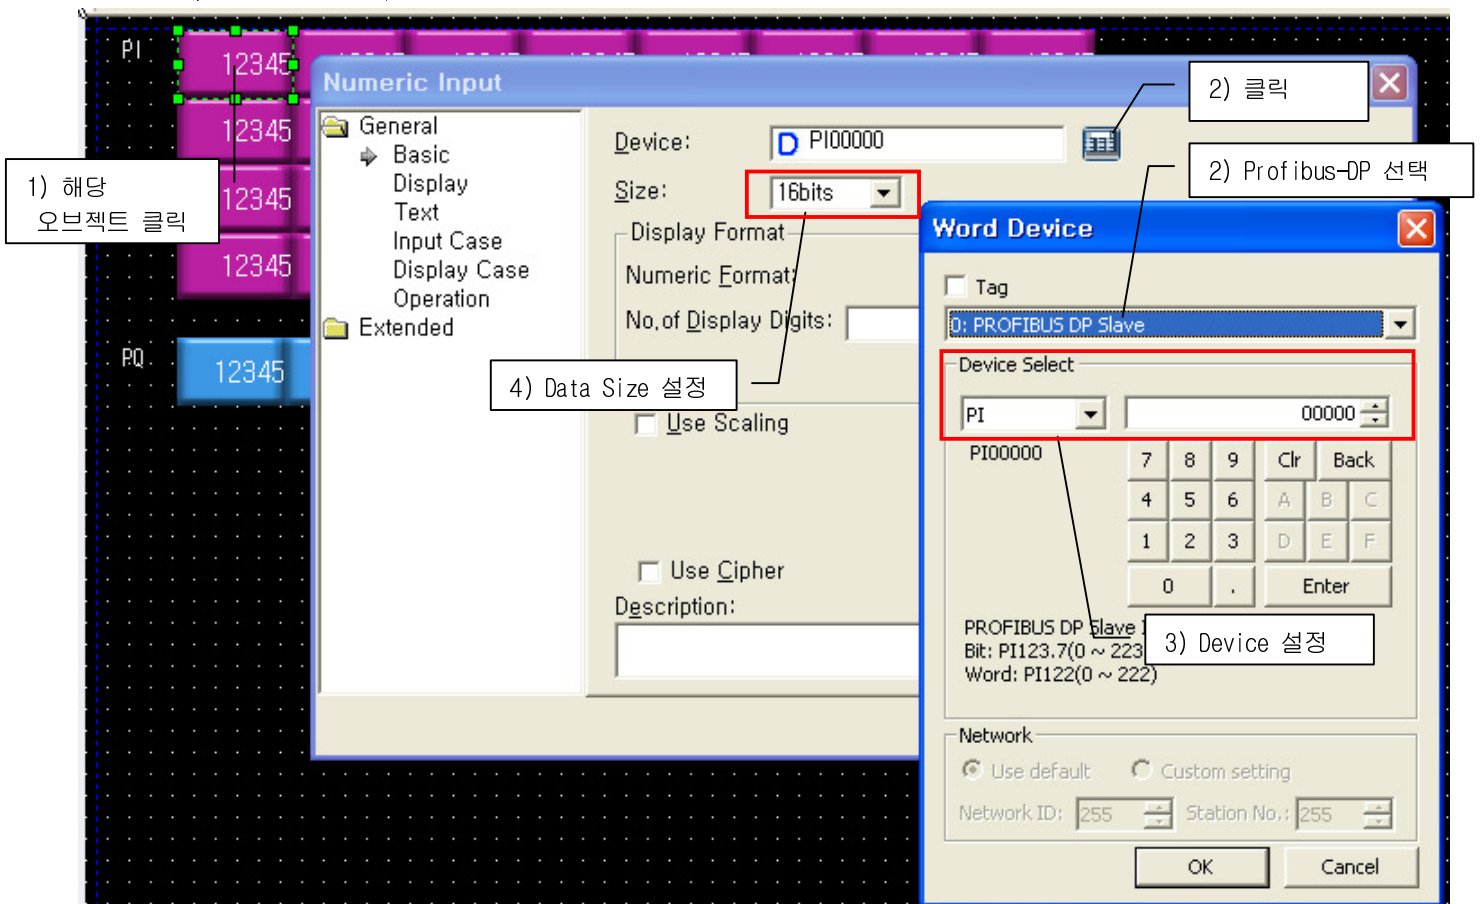 PI
12345
12345
12345
12345
PQ
12345
1) 해당
오브젝트 클릭
Numeric Input
General
Basic
Display
Text
Input Case
Display Case
Operation
Extended
Device:
D PI00000
2) 클릭
Size:
16bits
2) Profibus-DP 선택
Display Format
Numeric Format:
No.of Display Digits:
4) Data Size 설정
Use Scaling
Use Cipher
Description:
Word Device
Tag
0: PROFIBUS DP Slave
Device Select
PI
00000
PI00000
7 8 9 Clr Back
4 5 6 A B C
1 2 3 D E F
0 . Enter
PROFIBUS DP Slave
Bit: PI123.7(0 ~ 223
Word: PI122(0 ~ 222)
3) Device 설정
Network
Use default
Custom setting
Network ID: 255
Station No.: 255
OK
Cancel